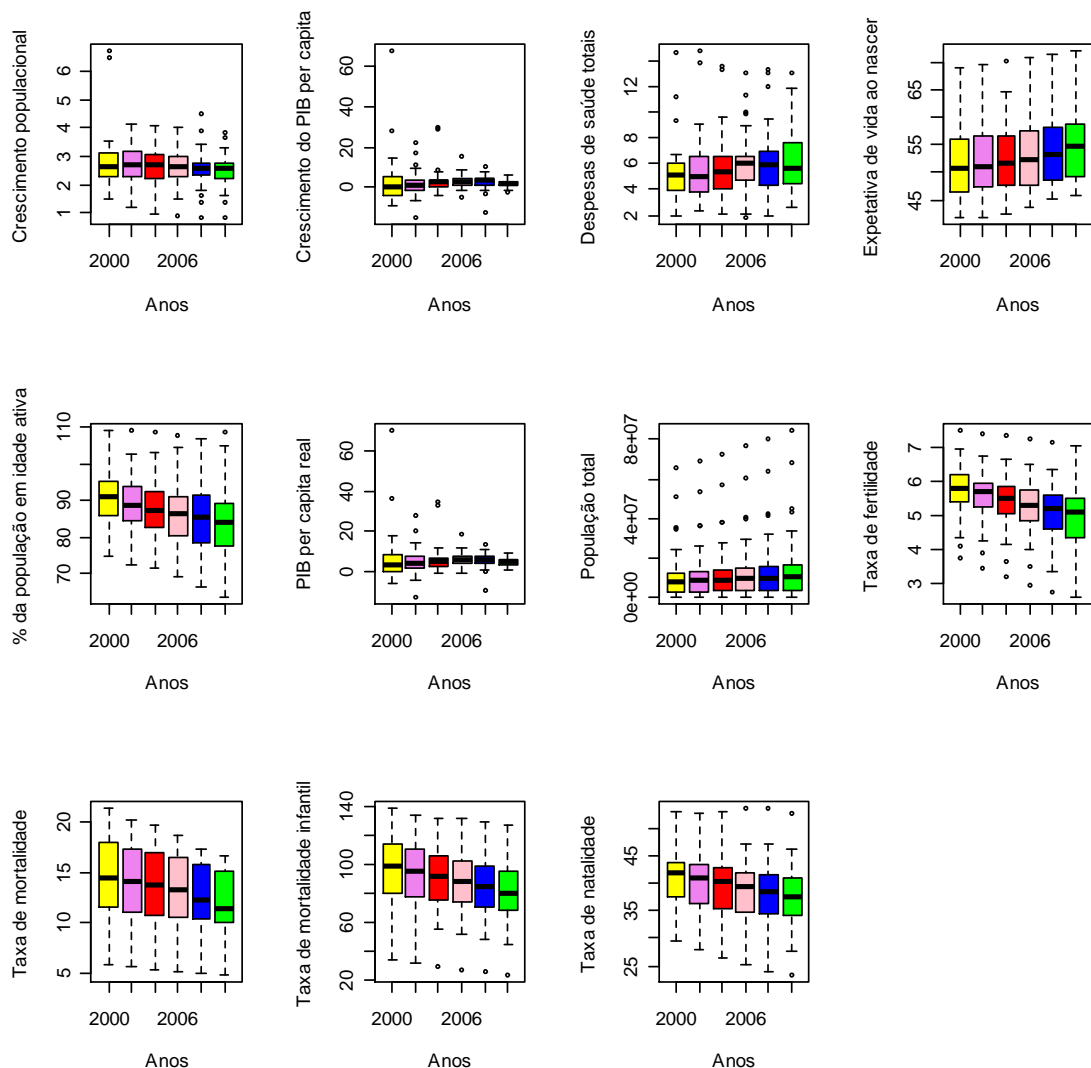 Crescimento populacional
6
5
4
3
2
1
2000 2006
Anos
Crescimento do PIB per capita
60
40
20
0
2000 2006
Anos
Despesas de saúde totais
12
8
6
4
2
2000 2006
Anos
Expetativa de vida ao nascer
65
55
45
2000 2006
Anos
% da população em idade ativa
110
90
80
70
2000 2006
Anos
PIB per capita real
60
40
20
0
2000 2006
Anos
População total
8e+07
4e+07
0e+00
2000 2006
Anos
Taxa de fertilidade
7
6
5
4
3
2000 2006
Anos
Taxa de mortalidade
20
15
10
5
2000 2006
Anos
Taxa de mortalidade infantil
140
100
80
60
20
2000 2006
Anos
Taxa de natalidade
45
35
25
2000 2006
Anos